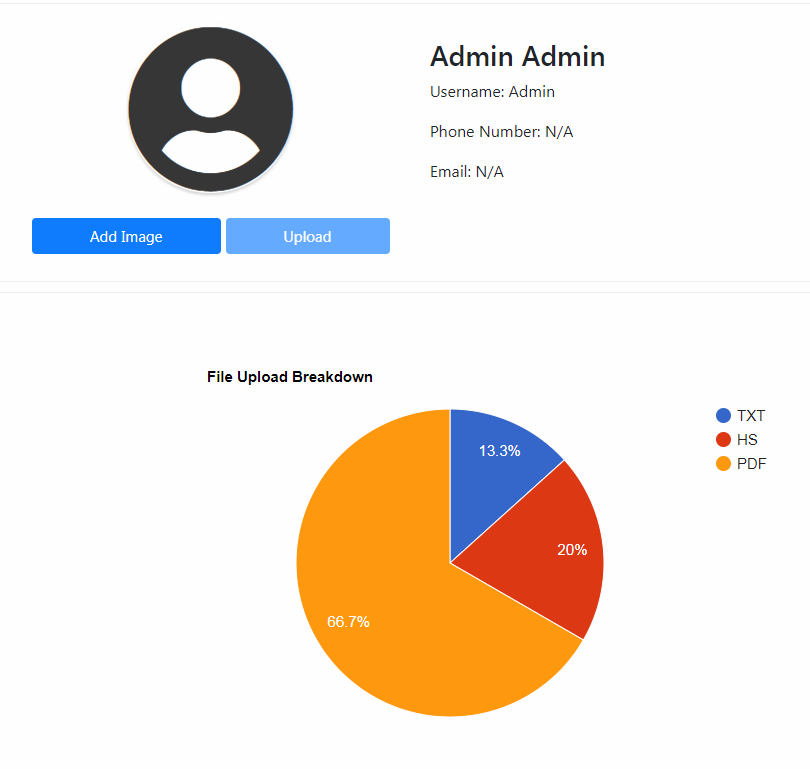 Admin Admin
Username: Admin
Phone Number: N/A
Email: N/A
Add Image
Upload
File Upload Breakdown
TXT
HS
PDF
13.3%
20%
66.7%